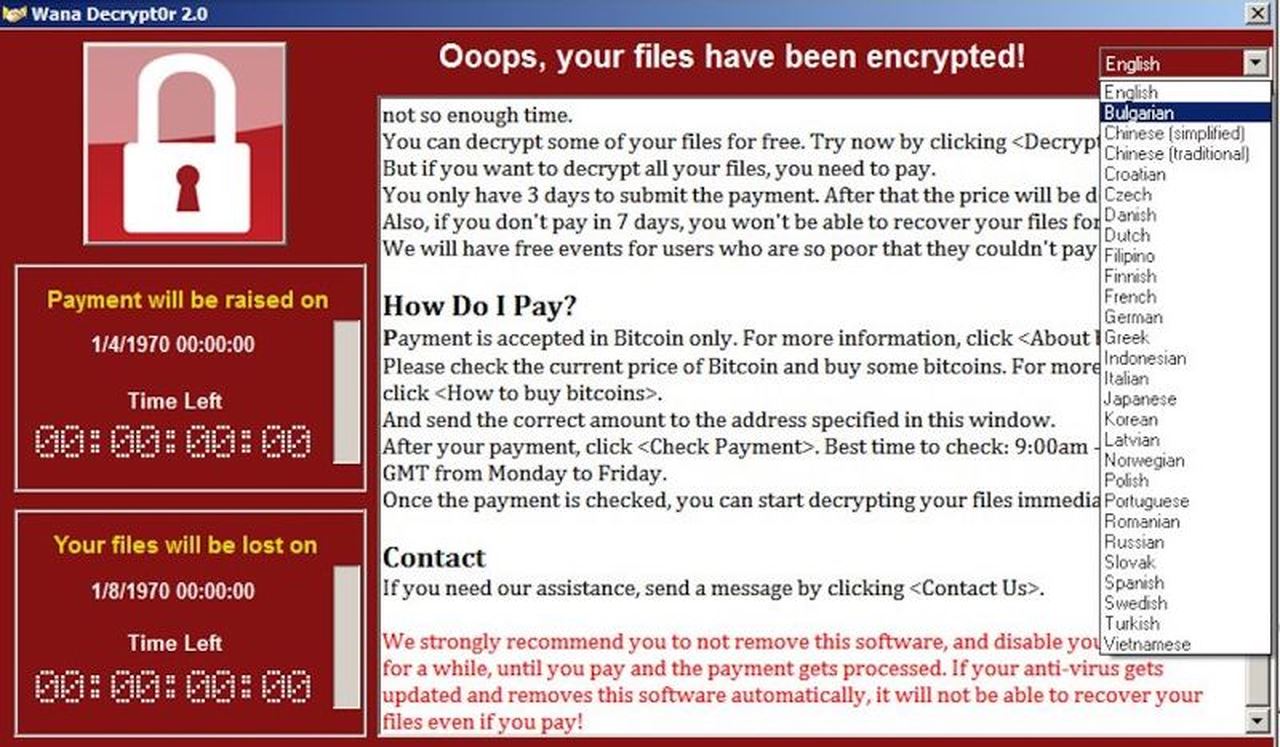 Wana Decrypt0r 2.0
Ooops, your files have been encrypted!
English
not so enough time.
You can decrypt some of your files for free. Try now by clicking <Decrypt
But if you want to decrypt all your files, you need to pay.
You only have 3 days to submit the payment. After that the price will be d
Also, if you don't pay in 7 days, you won't be able to recover your files for
We will have free events for users who are so poor that they couldn't pay
How Do I Pay?
Payment is accepted in Bitcoin only. For more information, click <About
Please check the current price of Bitcoin and buy some bitcoins. For more
click <How to buy bitcoins>.
And send the correct amount to the address specified in this window.
After your payment, click <Check Payment>. Best time to check: 9:00am -
GMT from Monday to Friday.
Once the payment is checked, you can start decrypting your files immedia
Contact
If you need our assistance, send a message by clicking <Contact Us>.
We strongly recommend you to not remove this software, and disable you
for a while, until you pay and the payment gets processed. If your anti-virus gets
updated and removes this software automatically, it will not be able to recover your
files even if you pay!
Payment will be raised on
1/4/1970 00:00:00
Time Left
00:00:00:00
Your files will be lost on
1/8/1970 00:00:00
Time Left
00:00:00:00
English
Bulgarian
Chinese (simplified)
Chinese (traditional)
Croatian
Czech
Danish
Dutch
Filipino
Finnish
French
German
Greek
Indonesian
Italian
Japanese
Korean
Latvian
Norwegian
Polish
Portuguese
Romanian
Russian
Slovak
Spanish
Swedish
Turkish
Vietnamese